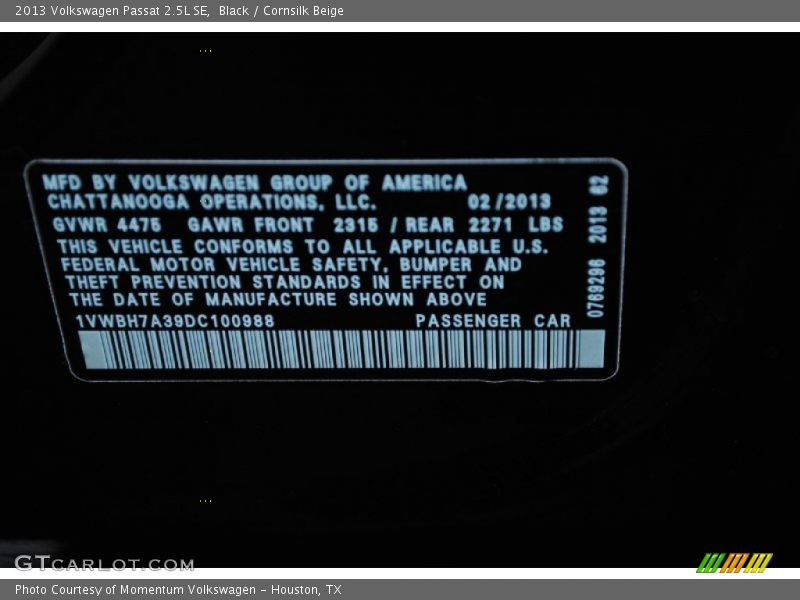 2013 Volkswagen Passat 2.5L SE,  Black / Cornsilk Beige
MFD BY VOLKSWAGEN GROUP OF AMERICA
CHATTANOOGA OPERATIONS, LLC. 02/2013
GVWR 4475 GAWR FRONT 2315 / REAR 2271 LBS
THIS VEHICLE CONFORMS TO ALL APPLICABLE U.S.
FEDERAL MOTOR VEHICLE SAFETY, BUMPER AND
THEFT PREVENTION STANDARDS IN EFFECT ON
THE DATE OF MANUFACTURE SHOWN ABOVE
1VWBH7A39DC100988 PASSENGER CAR
0769296 2013 02
GTCARLOT.COM
Photo Courtesy of Momentum Volkswagen - Houston, TX